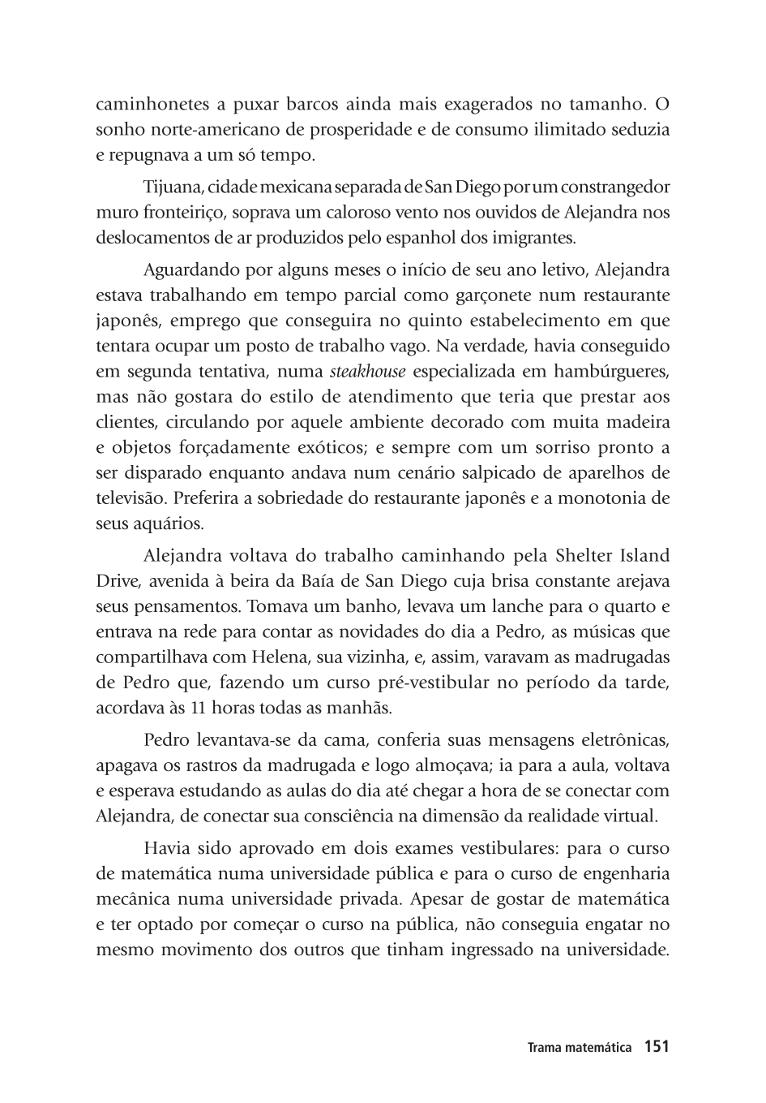 caminhonetes a puxar barcos ainda mais exagerados no tamanho. O
sonho norte-americano de prosperidade e de consumo ilimitado seduzia
e repugnava a um só tempo.
Tijuana, cidade mexicana separada de San Diego por um constrangedor
muro fronteiriço, soprava um caloroso vento nos ouvidos de Alejandra nos
deslocamentos de ar produzidos pelo espanhol dos imigrantes.
Aguardando por alguns meses o início de seu ano letivo, Alejandra
estava trabalhando em tempo parcial como garçonete num restaurante
japonês, emprego que conseguira no quinto estabelecimento em que
tentara ocupar um posto de trabalho vago. Na verdade, havia conseguido
em segunda tentativa, numa steakhouse especializada em hambúrgueres,
mas não gostara do estilo de atendimento que teria que prestar aos
clientes, circulando por aquele ambiente decorado com muita madeira
e objetos forçadamente exóticos; e sempre com um sorriso pronto a
ser disparado enquanto andava num cenário salpicado de aparelhos de
televisão. Preferira a sobriedade do restaurante japonês e a monotonia de
seus aquários.
Alejandra voltava do trabalho caminhando pela Shelter Island
Drive, avenida à beira da Baía de San Diego cuja brisa constante arejava
seus pensamentos. Tomava um banho, levava um lanche para o quarto e
entrava na rede para contar as novidades do dia a Pedro, as músicas que
compartilhava com Helena, sua vizinha, e, assim, varavam as madrugadas
de Pedro que, fazendo um curso pré-vestibular no período da tarde,
acordava às 11 horas todas as manhãs.
Pedro levantava-se da cama, conferia suas mensagens eletrônicas,
apagava os rastros da madrugada e logo almoçava; ia para a aula, voltava
e esperava estudando as aulas do dia até chegar a hora de se conectar com
Alejandra, de conectar sua consciência na dimensão da realidade virtual.
Havia sido aprovado em dois exames vestibulares: para o curso
de matemática numa universidade pública e para o curso de engenharia
mecânica numa universidade privada. Apesar de gostar de matemática
e ter optado por começar o curso na pública, não conseguia engatar no
mesmo movimento dos outros que tinham ingressado na universidade.
Trama matemática 151